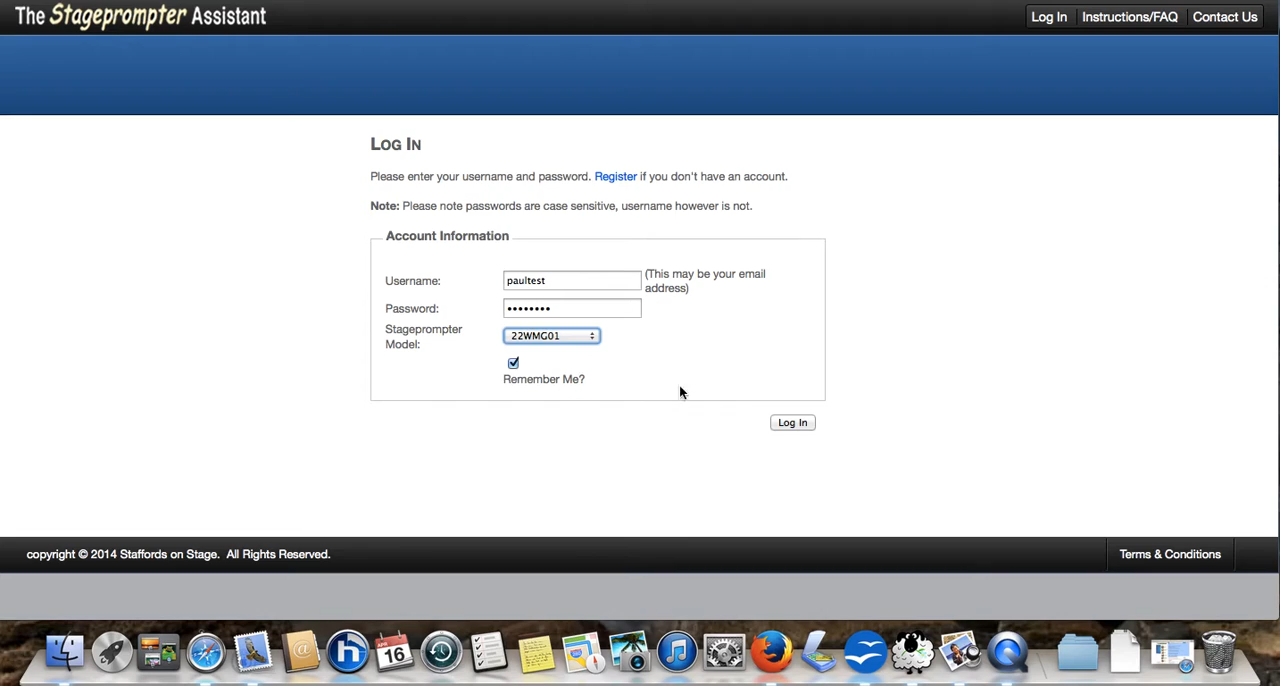 The Stageprompter Assistant
Log In Instructions/FAQ Contact Us
LOG IN
Please enter your username and password. Register if you don't have an account.
Note: Please note passwords are case sensitive, username however is not.
Account Information
Username: paultest (This may be your email
address)
Password: ••••••••
Stageprompter
Model: 22WMG01
Remember Me?
Log In
copyright © 2014 Staffords on Stage. All Rights Reserved.
Terms & Conditions
16